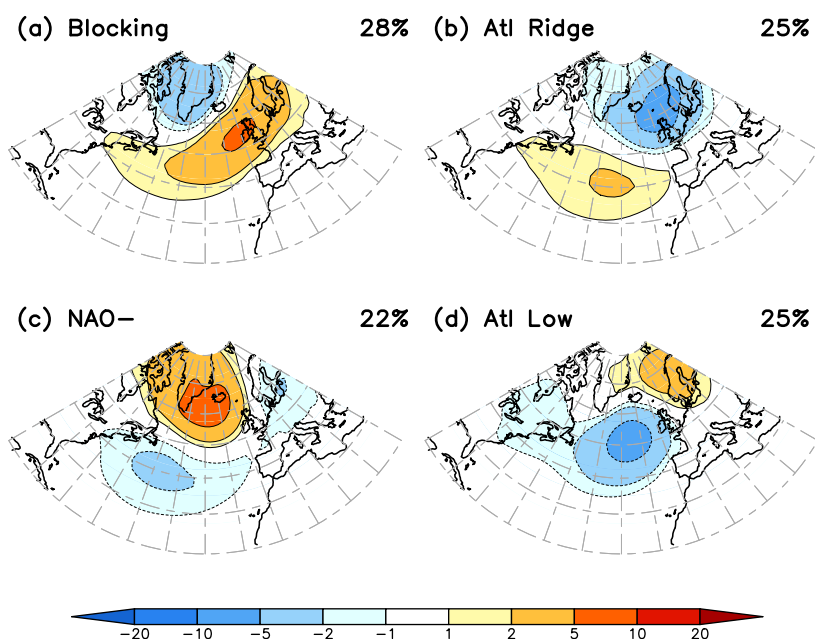 (a) Blocking 28%
(b) Atl Ridge 25%
(c) NAO− 22%
(d) Atl Low 25%
−20 −10 −5 −2 −1 1 2 5 10 20